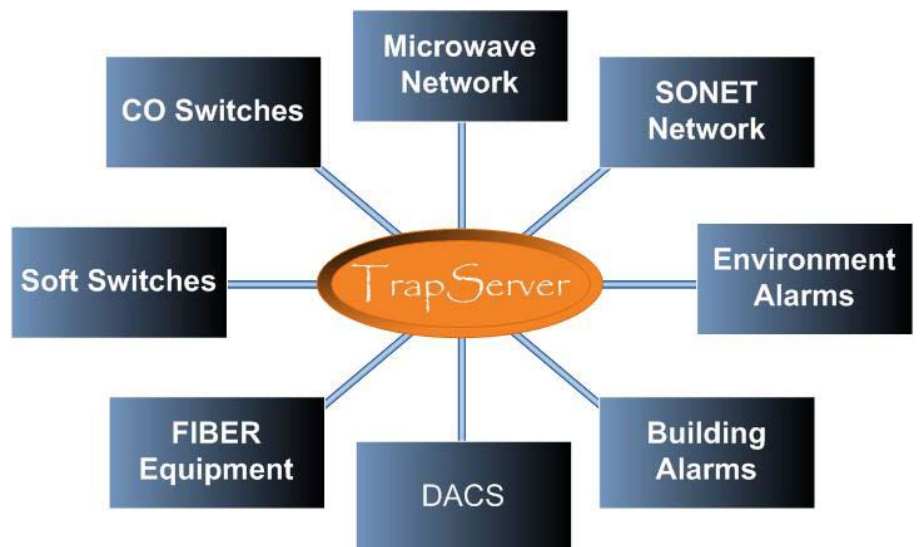 Microwave
Network
CO Switches
SONET
Network
Soft Switches
TrapServer
Environment
Alarms
FIBER
Equipment
DACS
Building
Alarms